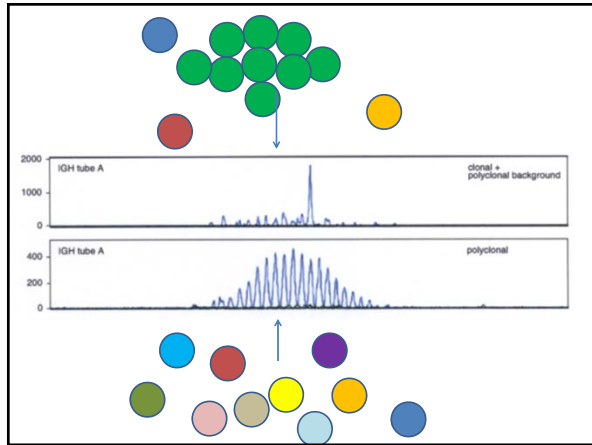 2000
1000
0
IGH tube A
clonal +
polyclonal background
400
200
0
IGH tube A
polyclonal